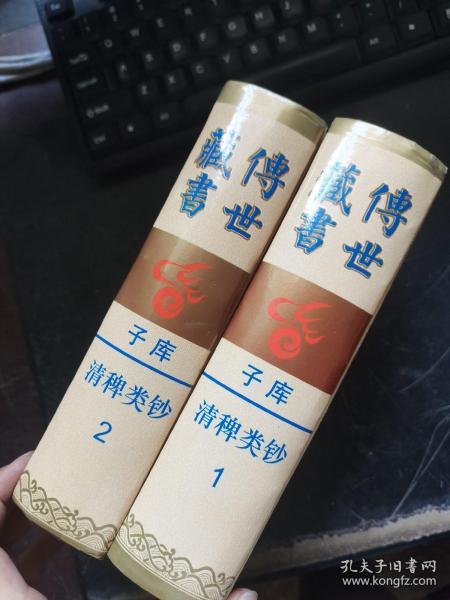 傳世
藏書
子库
清稗类钞
2
傳世
藏書
子库
清稗类钞
1
孔夫子旧书网
www.kongfz.com